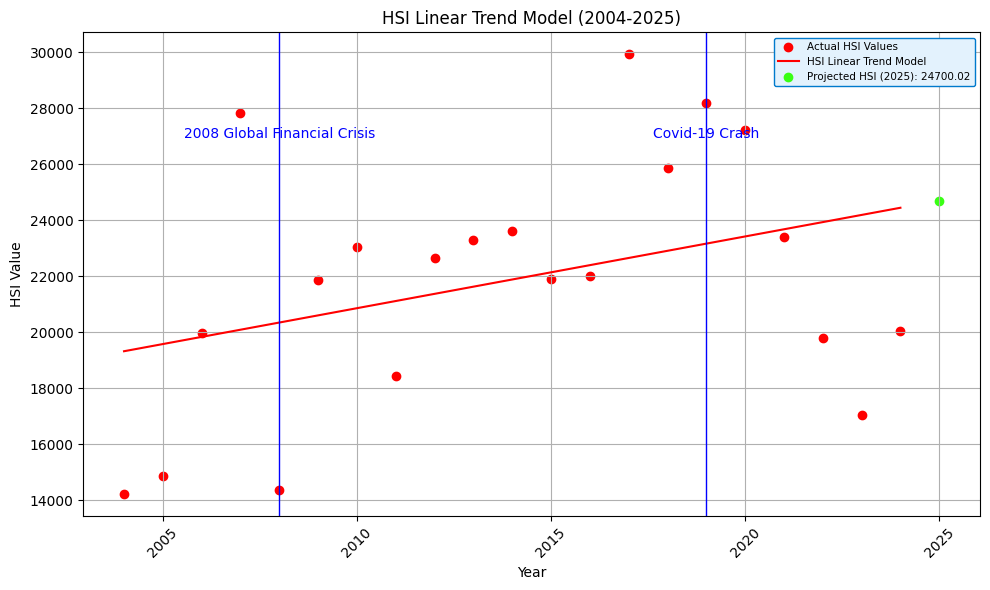 HSI Linear Trend Model (2004-2025)
Actual HSI Values
HSI Linear Trend Model
Projected HSI (2025): 24700.02
2008 Global Financial Crisis
Covid-19 Crash
HSI Value
30000
28000
26000
24000
22000
20000
18000
16000
14000
2005
2010
2015
2020
2025
Year